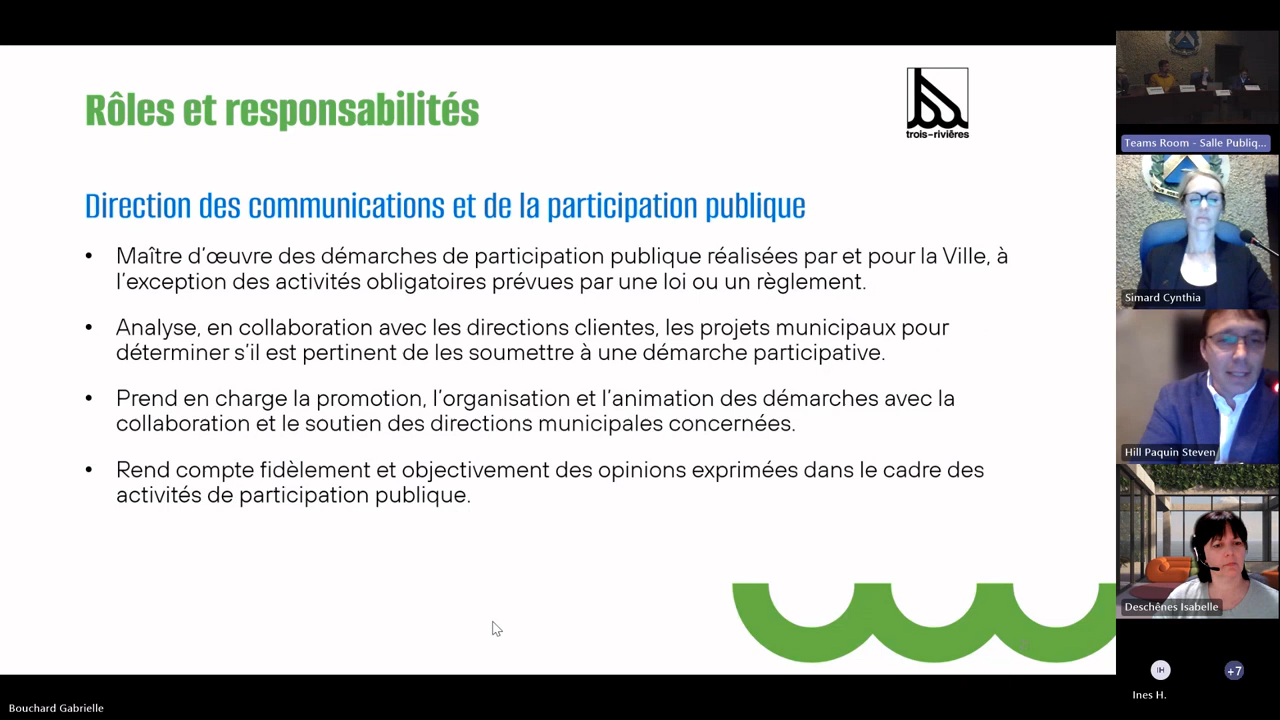 Rôles et responsabilités
trois-rivières
Direction des communications et de la participation publique
• Maître d’œuvre des démarches de participation publique réalisées par et pour la Ville, à
l’exception des activités obligatoires prévues par une loi ou un règlement.
• Analyse, en collaboration avec les directions clientes, les projets municipaux pour
déterminer s’il est pertinent de les soumettre à une démarche participative.
• Prend en charge la promotion, l’organisation et l’animation des démarches avec la
collaboration et le soutien des directions municipales concernées.
• Rend compte fidèlement et objectivement des opinions exprimées dans le cadre des
activités de participation publique.
Teams Room - Salle Publiq...
Simard Cynthia
Hill Paquin Steven
Deschênes Isabelle
IH
+7
Ines H.
Bouchard Gabrielle